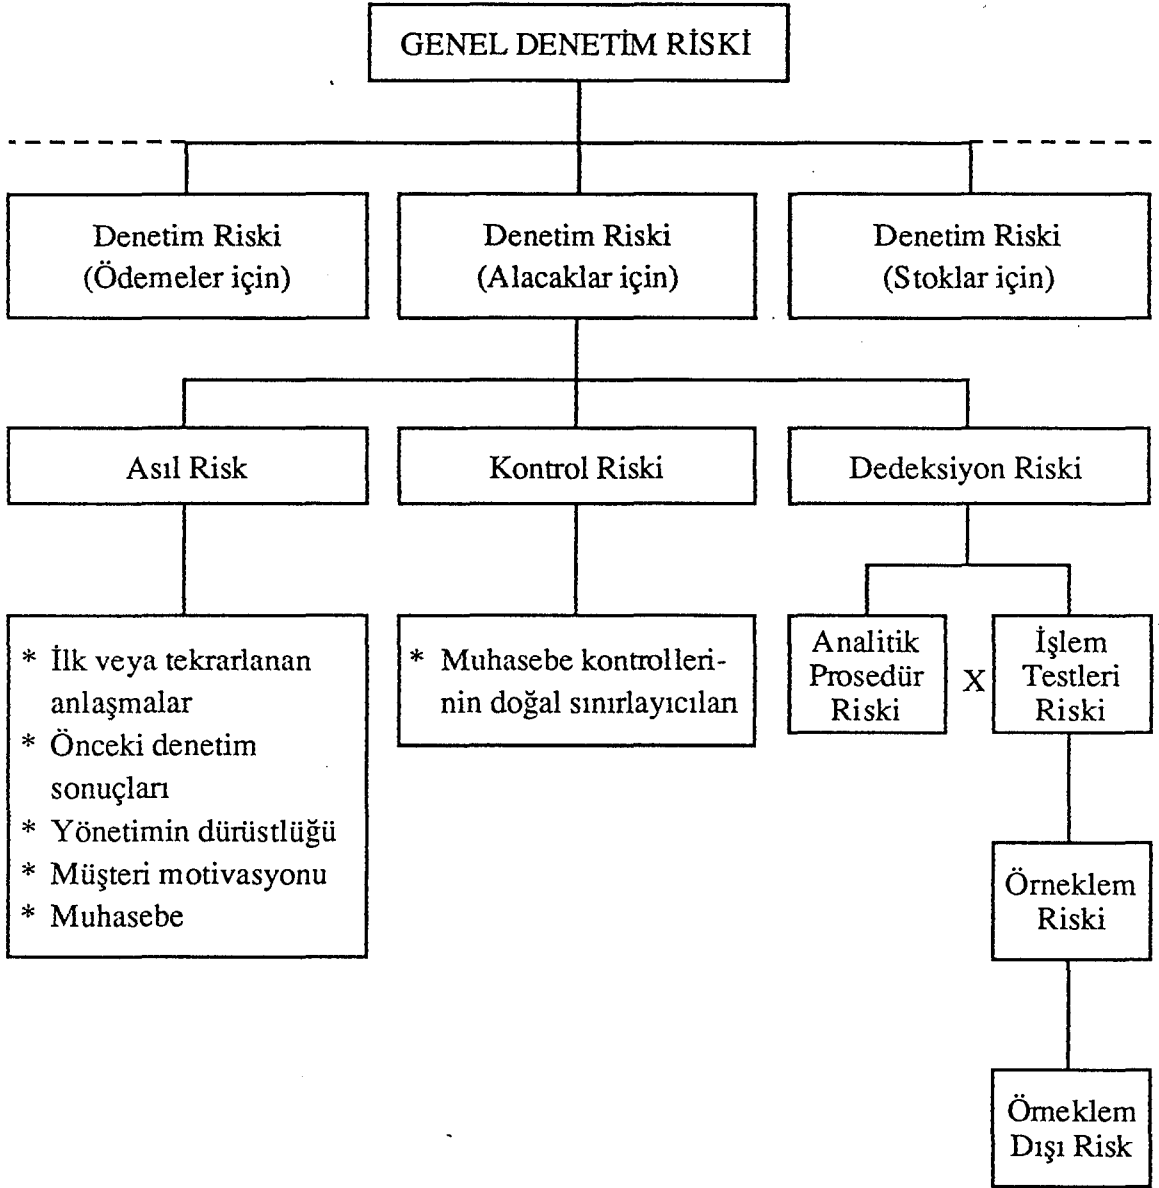 GENEL DENETİM RİSKİ
Denetim Riski
(Ödemeler için)
Denetim Riski
(Alacaklar için)
Denetim Riski
(Stoklar için)
Asıl Risk
Kontrol Riski
Dedeksiyon Riski
* İlk veya tekrarlanan
anlaşmalar
* Önceki denetim
sonuçları
* Yönetimin dürüstlüğü
* Müşteri motivasyonu
* Muhasebe
* Muhasebe kontrolleri-
nin doğal sınırlayıcıları
Analitik
Prosedür
Riski
X
İşlem
Testleri
Riski
Örneklem
Riski
Örneklem
Dışı Risk